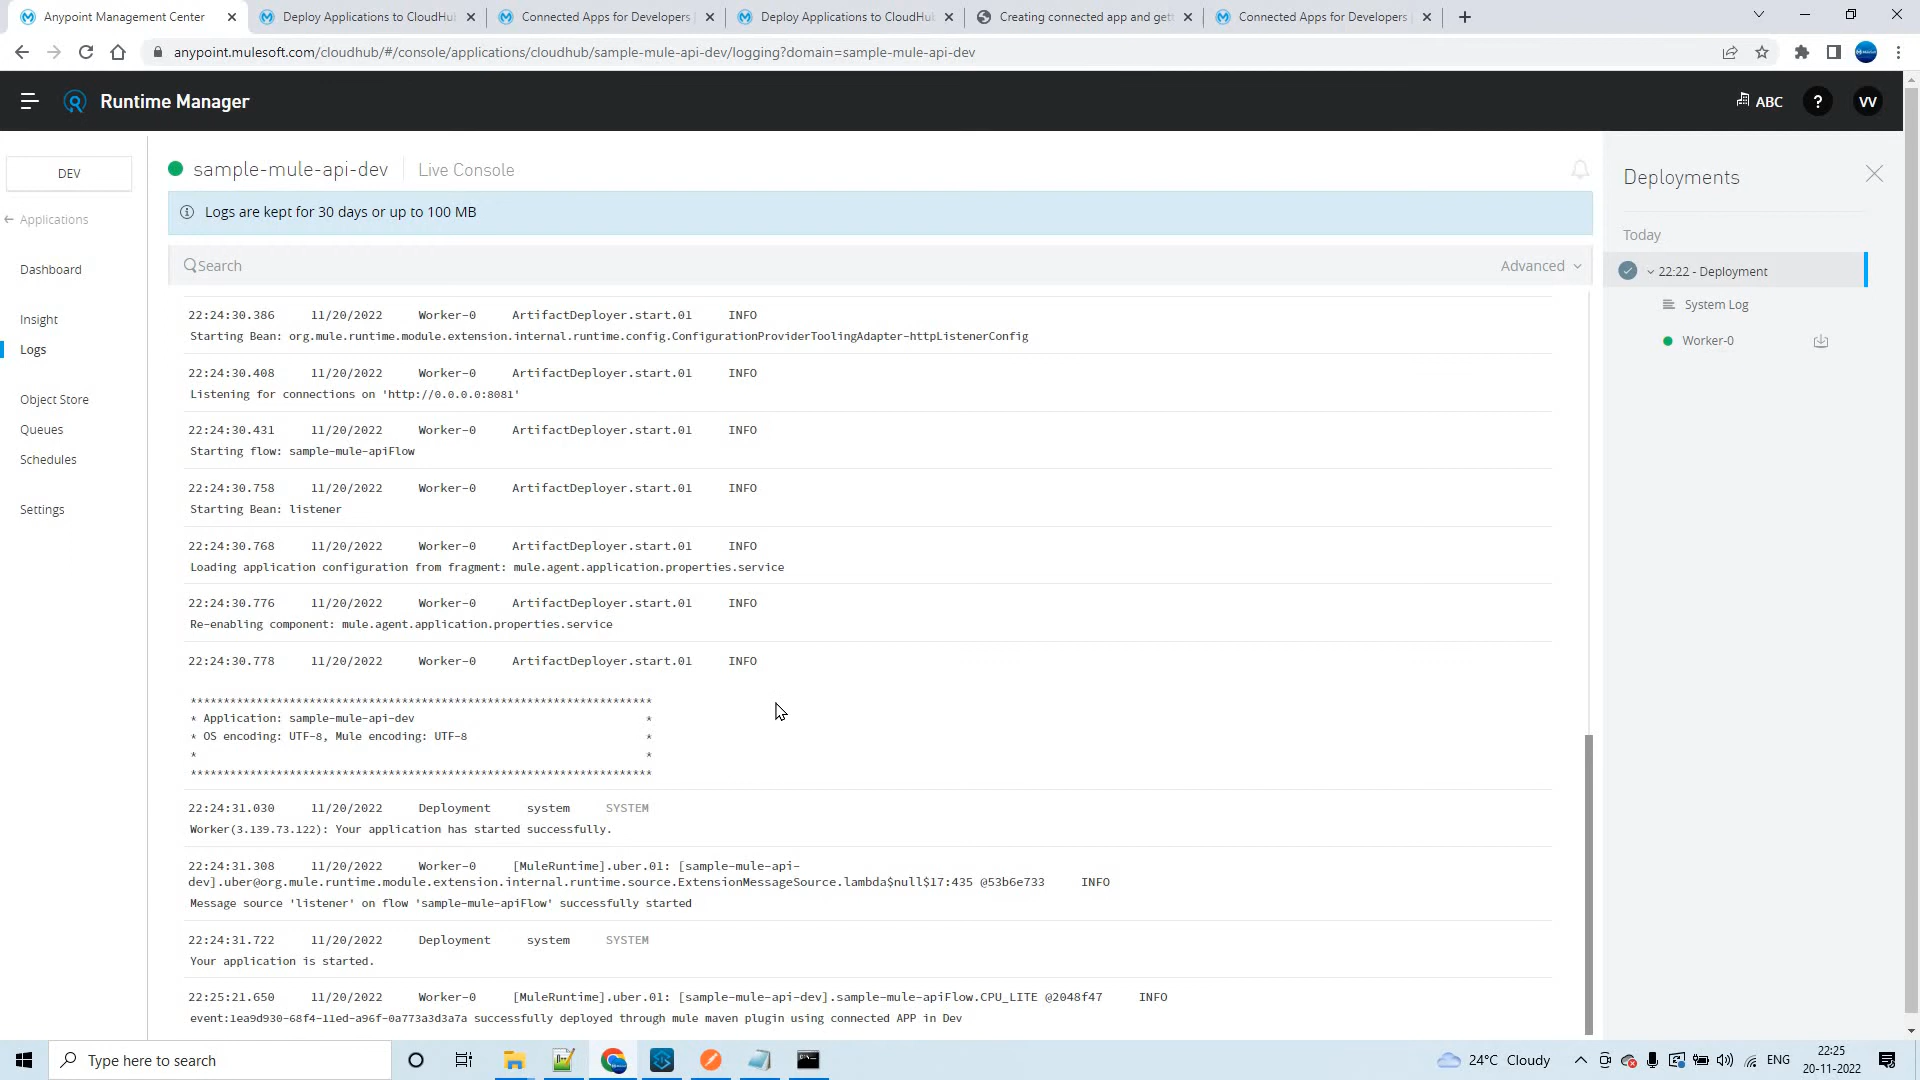 Anypoint Management Center
Deploy Applications to CloudHu
Connected Apps for Developers
Deploy Applications to CloudHu
Creating connected app and gett
Connected Apps for Developers
anypoint.mulesoft.com/cloudhub/#/console/applications/cloudhub/sample-mule-api-dev/logging?domain=sample-mule-api-dev
Runtime Manager
ABC
?
VV
DEV
Applications
Dashboard
Insight
Logs
Object Store
Queues
Schedules
Settings
sample-mule-api-dev
Live Console
Logs are kept for 30 days or up to 100 MB
Search
Advanced
22:24:30.386 11/20/2022 Worker-0 ArtifactDeployer.start.01 INFO
Starting Bean: org.mule.runtime.module.extension.internal.runtime.config.ConfigurationProviderToolingAdapter-httpListenerConfig
22:24:30.408 11/20/2022 Worker-0 ArtifactDeployer.start.01 INFO
Listening for connections on 'http://0.0.0.0:8081'
22:24:30.431 11/20/2022 Worker-0 ArtifactDeployer.start.01 INFO
Starting flow: sample-mule-apiFlow
22:24:30.758 11/20/2022 Worker-0 ArtifactDeployer.start.01 INFO
Starting Bean: listener
22:24:30.768 11/20/2022 Worker-0 ArtifactDeployer.start.01 INFO
Loading application configuration from fragment: mule.agent.application.properties.service
22:24:30.776 11/20/2022 Worker-0 ArtifactDeployer.start.01 INFO
Re-enabling component: mule.agent.application.properties.service
22:24:30.778 11/20/2022 Worker-0 ArtifactDeployer.start.01 INFO
**********************************************************************
* Application: sample-mule-api-dev *
* OS encoding: UTF-8, Mule encoding: UTF-8 *
* *
**********************************************************************
22:24:31.030 11/20/2022 Deployment system SYSTEM
Worker(3.139.73.122): Your application has started successfully.
22:24:31.308 11/20/2022 Worker-0 [MuleRuntime].uber.01: [sample-mule-api-
dev].uber@org.mule.runtime.module.extension.internal.runtime.source.ExtensionMessageSource.lambda$null$17:435 @53b6e733 INFO
Message source 'listener' on flow 'sample-mule-apiFlow' successfully started
22:24:31.722 11/20/2022 Deployment system SYSTEM
Your application is started.
22:25:21.650 11/20/2022 Worker-0 [MuleRuntime].uber.01: [sample-mule-api-dev].sample-mule-apiFlow.CPU_LITE @2048f47 INFO
event:1ea9d930-68f4-11ed-a96f-0a773a3d3a7a successfully deployed through mule maven plugin using connected APP in Dev
Deployments
Today
22:22 - Deployment
System Log
Worker-0
Type here to search
24°C Cloudy
ENG
22:25
20-11-2022